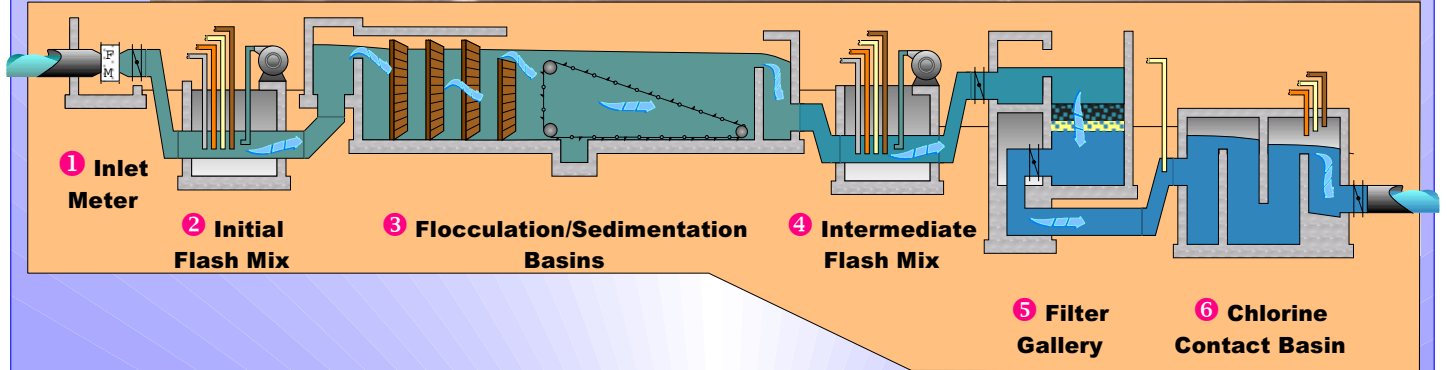 F
M
❶ Inlet
Meter
❷ Initial
Flash Mix
❸ Flocculation/Sedimentation
Basins
❹ Intermediate
Flash Mix
❺ Filter
Gallery
❻ Chlorine
Contact Basin